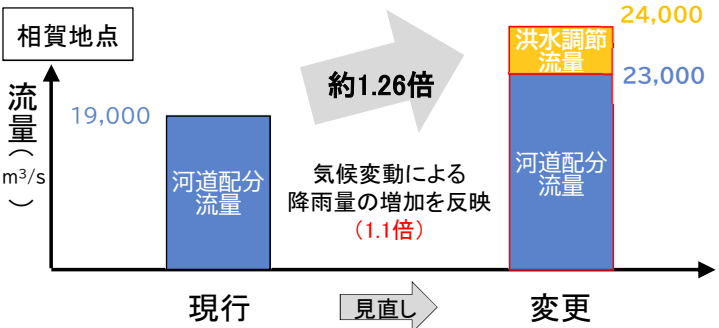 相賀地点
流量(m³/s)
19,000
河道配分
流量
現行
約1.26倍
気候変動による
降雨量の増加を反映
(1.1倍)
見直し
24,000
洪水調節
流量
23,000
河道配分
流量
変更